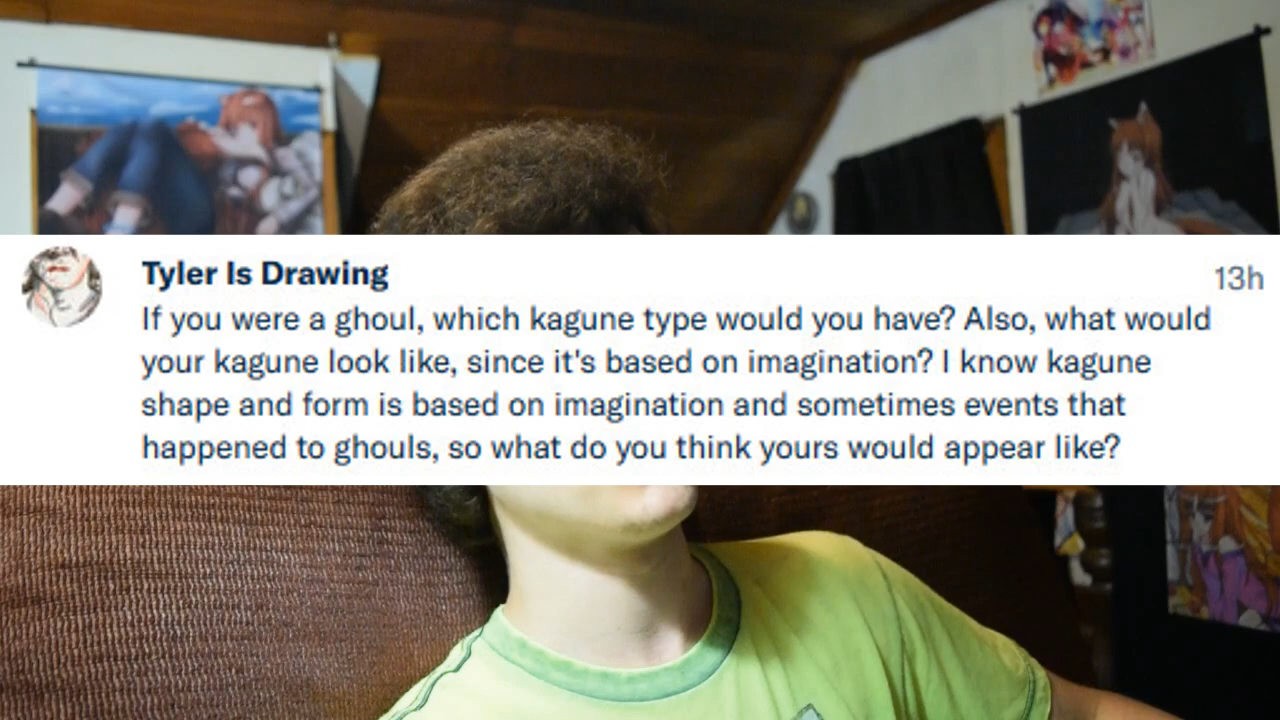 Tyler Is Drawing
13h
If you were a ghoul, which kagune type would you have? Also, what would
your kagune look like, since it's based on imagination? I know kagune
shape and form is based on imagination and sometimes events that
happened to ghouls, so what do you think yours would appear like?